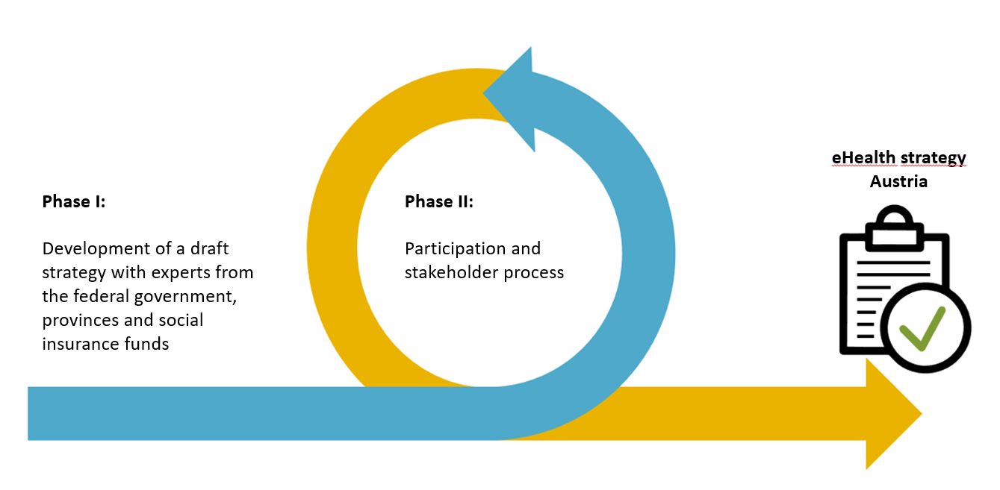 Phase I:
Development of a draft
strategy with experts from
the federal government,
provinces and social
insurance funds
Phase II:
Participation and
stakeholder process
eHealth strategy
Austria